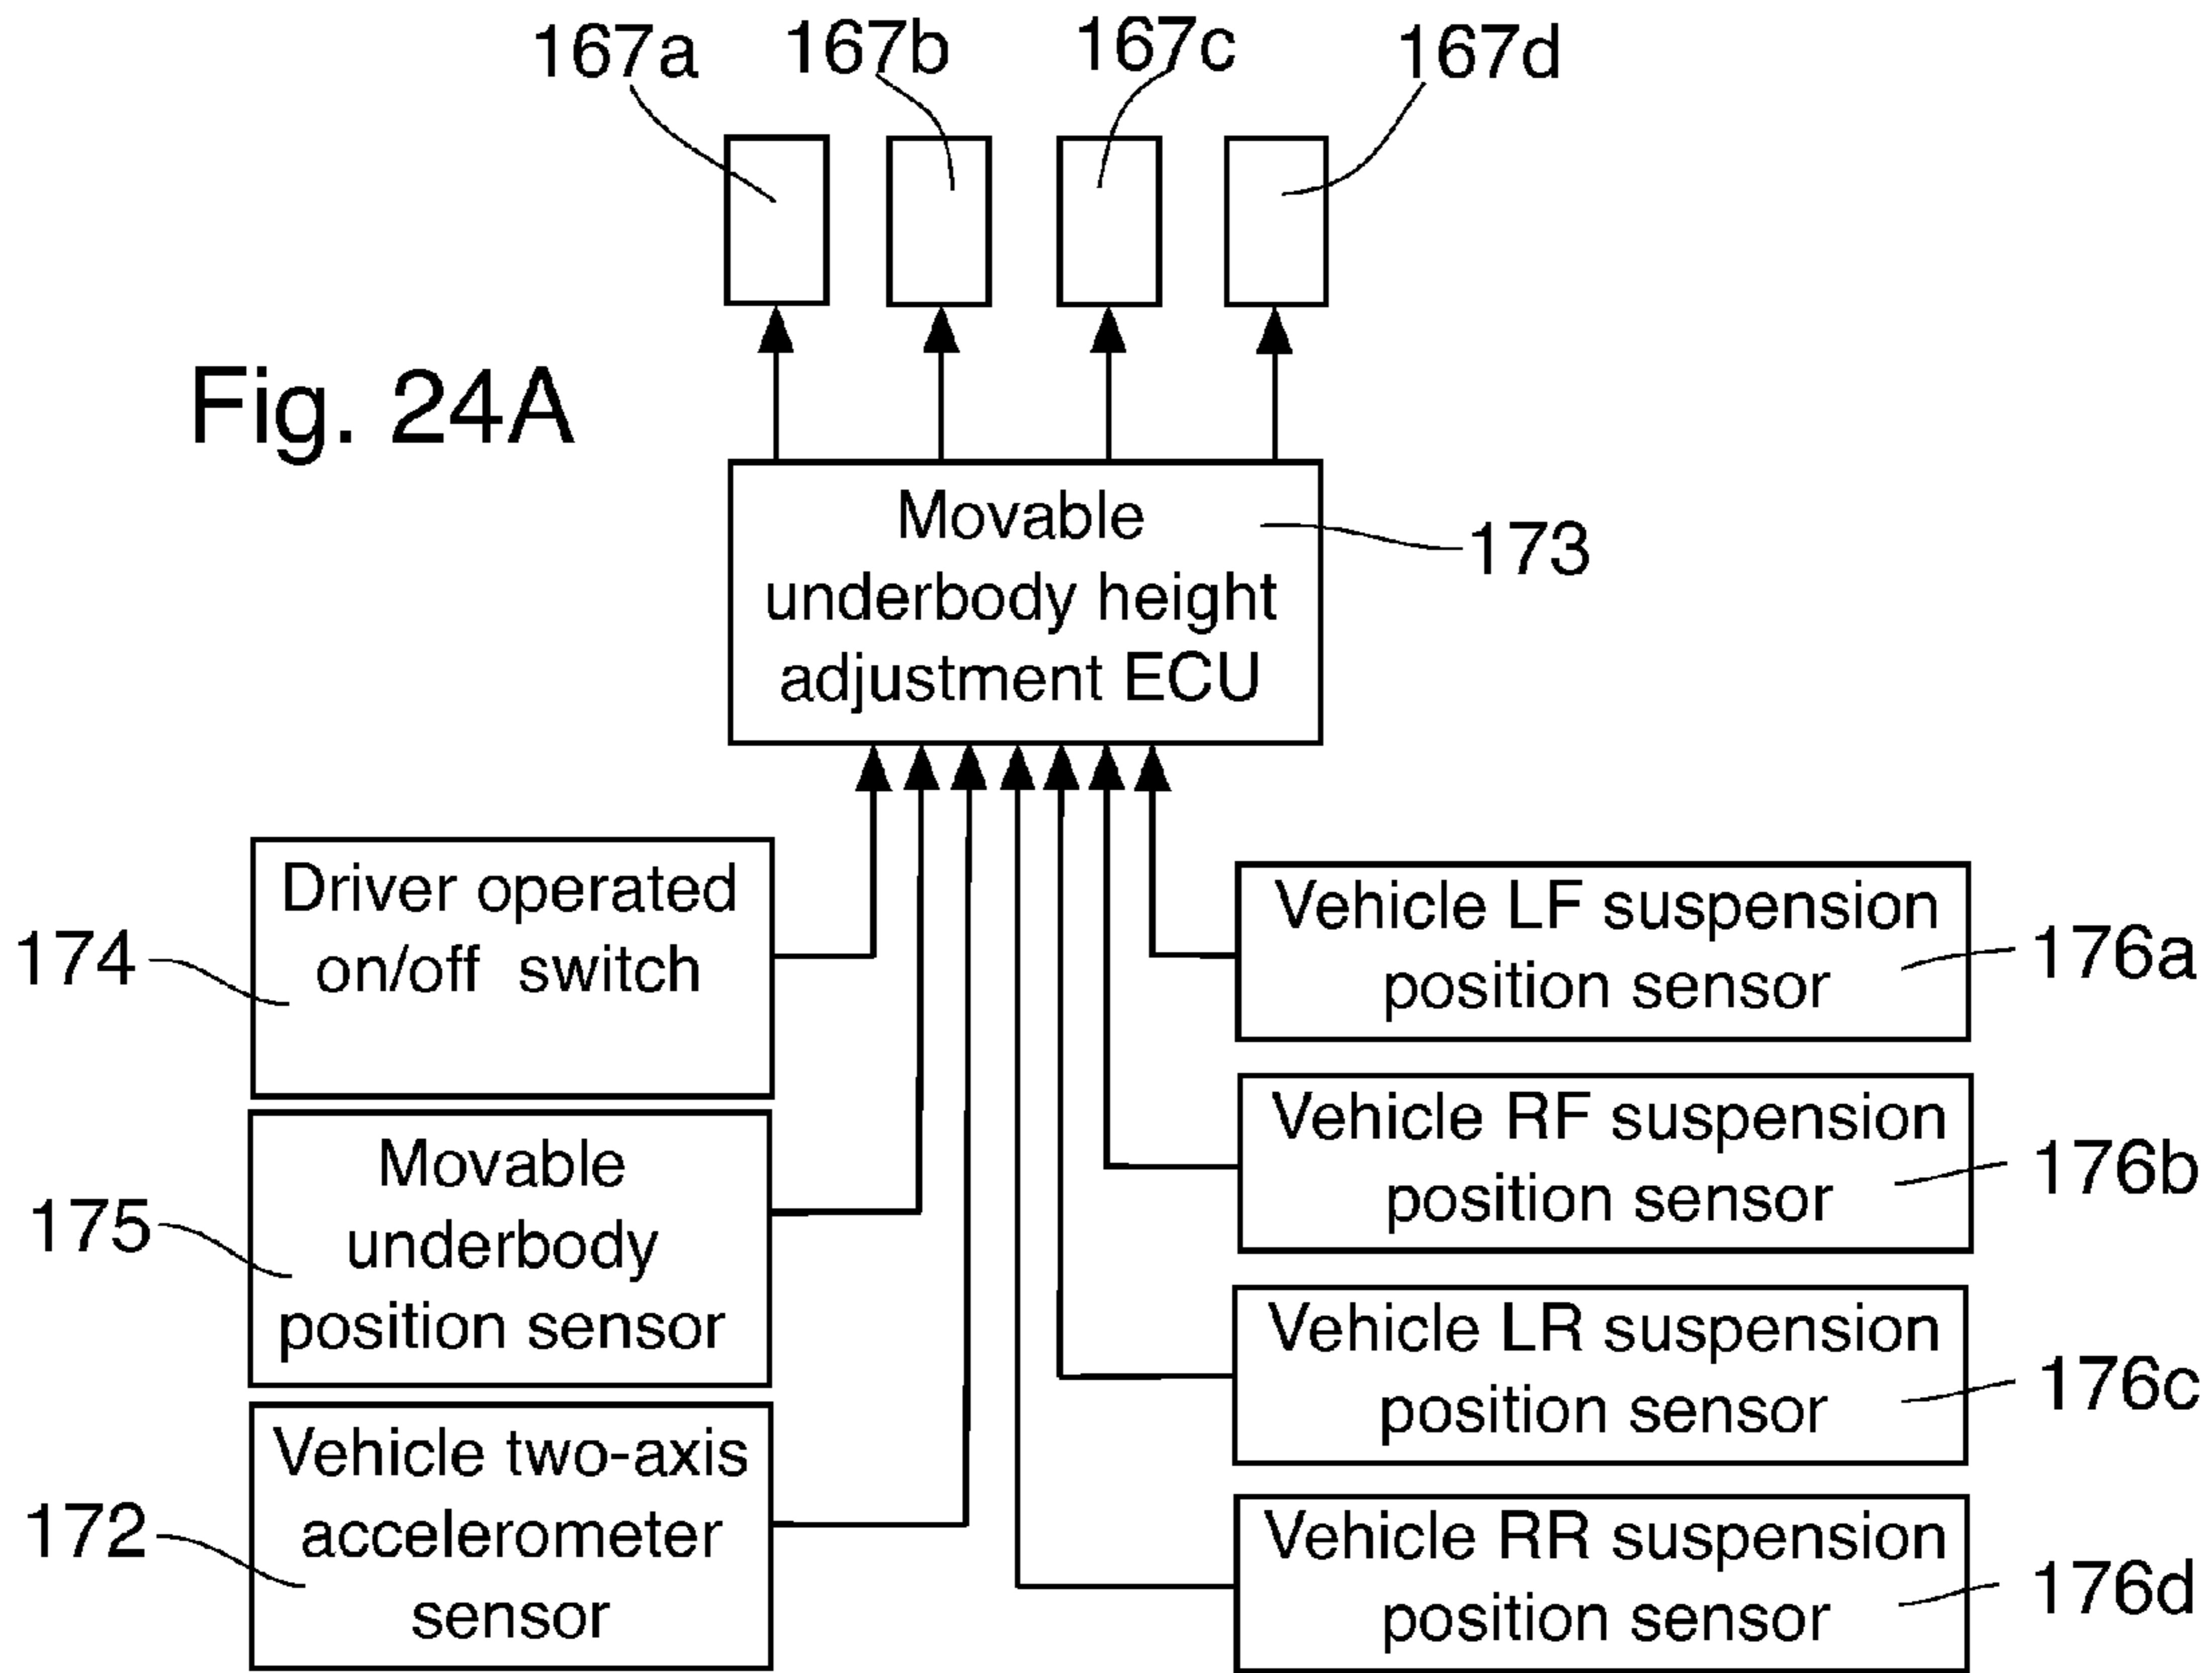 167a 167b 167c 167d
Fig. 24A
Movable
underbody height
adjustment ECU
173
Driver operated
on/off switch
174
Movable
underbody
position sensor
175
Vehicle two-axis
accelerometer
sensor
172
Vehicle LF suspension
position sensor
176a
Vehicle RF suspension
position sensor
176b
Vehicle LR suspension
position sensor
176c
Vehicle RR suspension
position sensor
176d